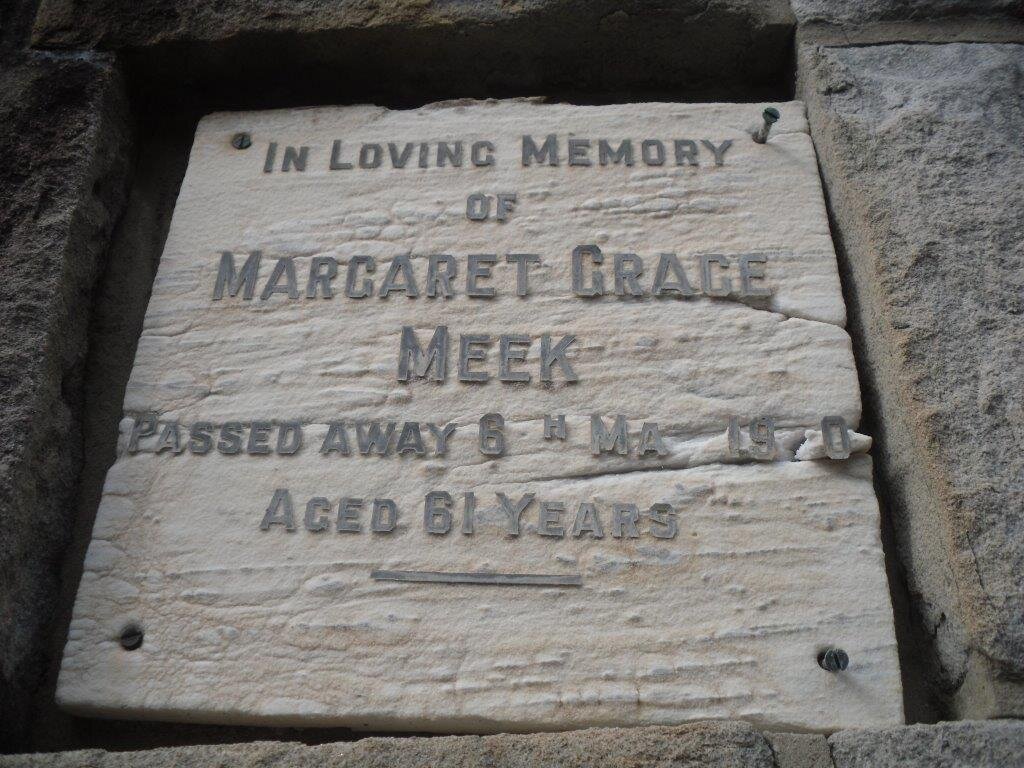 IN LOVING MEMORY
OF
MARGARET GRACE
MEEK
PASSED AWAY 6 H MA 19 0
AGED 61 YEARS